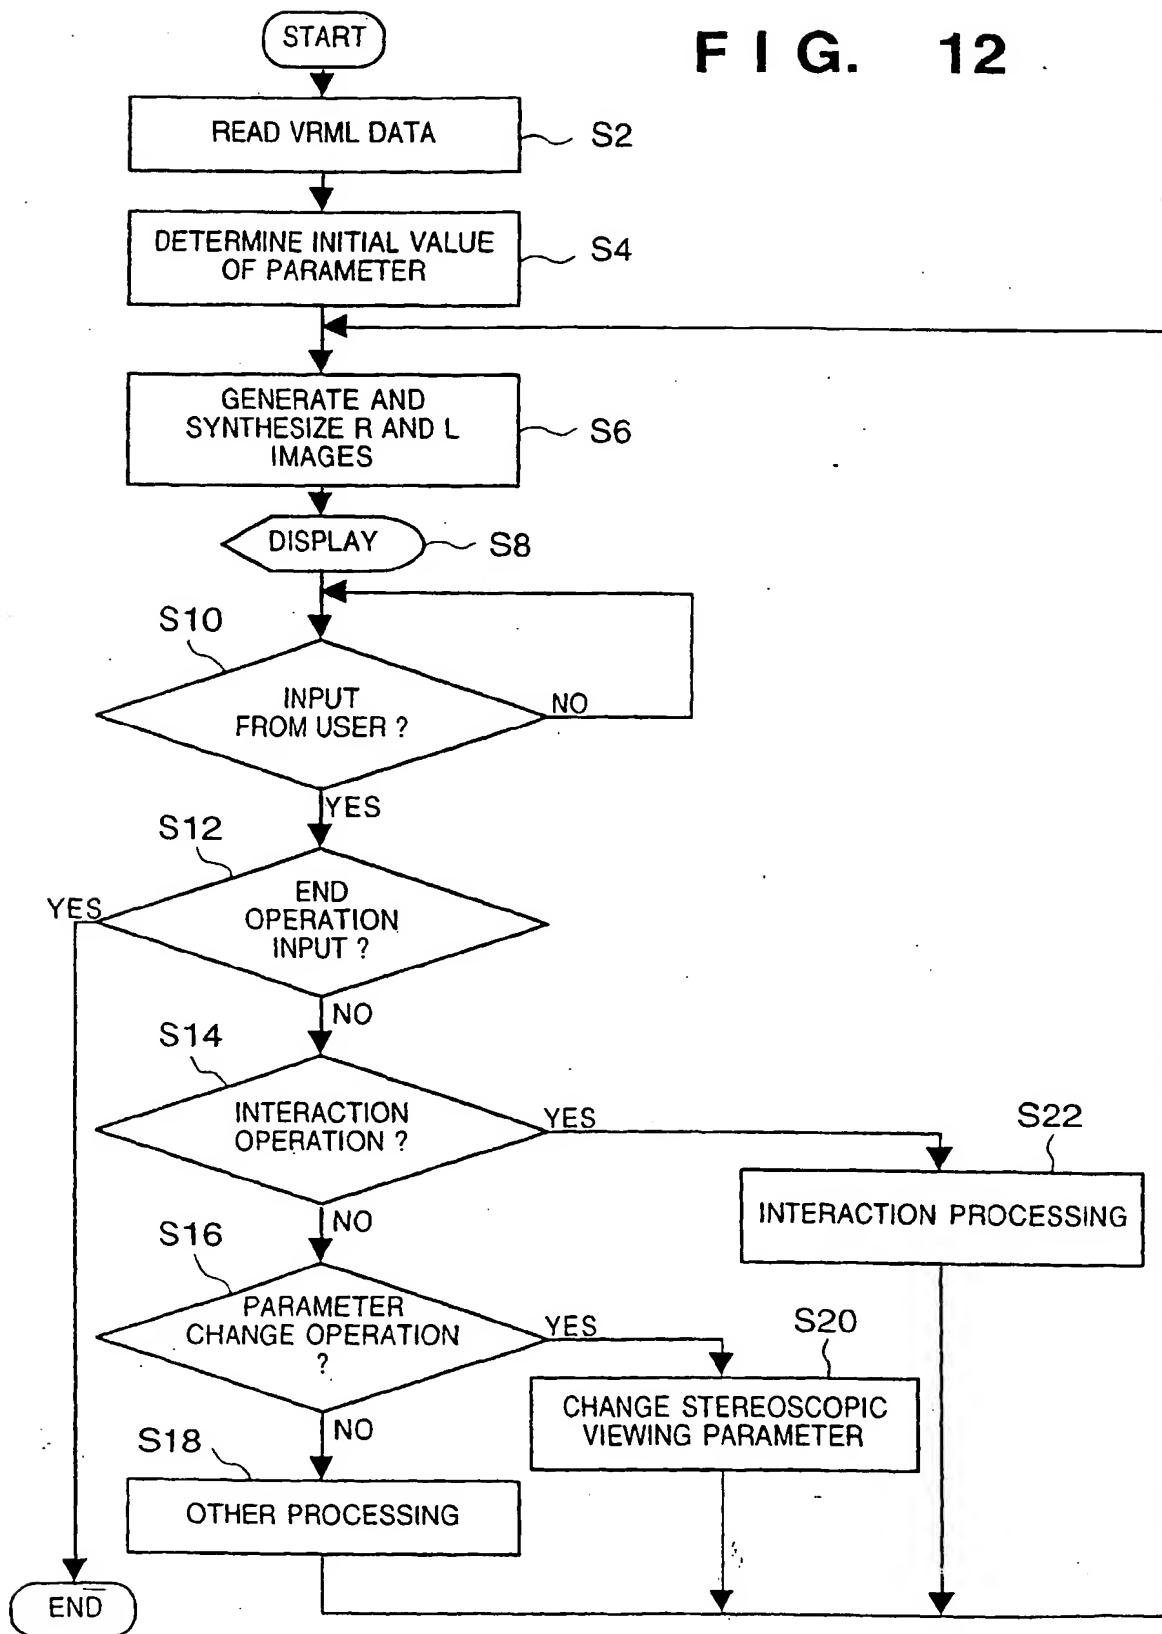 START
F I G. 12
READ VRML DATA
S2
DETERMINE INITIAL VALUE
OF PARAMETER
S4
GENERATE AND
SYNTHESIZE R AND L
IMAGES
S6
DISPLAY
S8
S10
INPUT
FROM USER ?
NO
YES
S12
END
OPERATION
INPUT ?
YES
NO
S14
INTERACTION
OPERATION ?
YES
S22
INTERACTION PROCESSING
NO
S16
PARAMETER
CHANGE OPERATION
?
YES
S20
CHANGE STEREOSCOPIC
VIEWING PARAMETER
NO
S18
OTHER PROCESSING
END